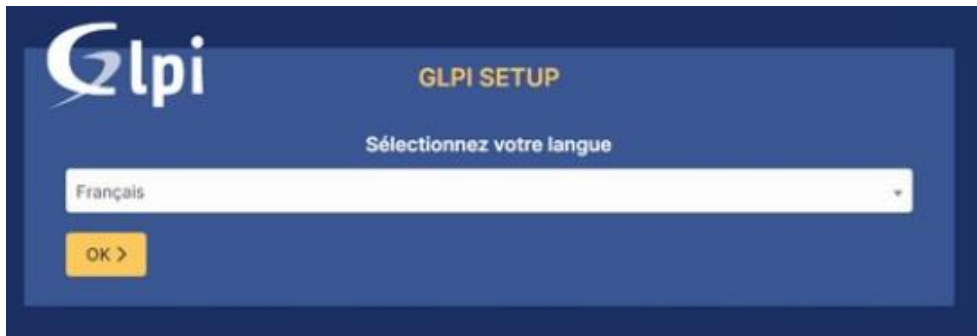 Glpi
GLPI SETUP
Sélectionnez votre langue
Français
OK >